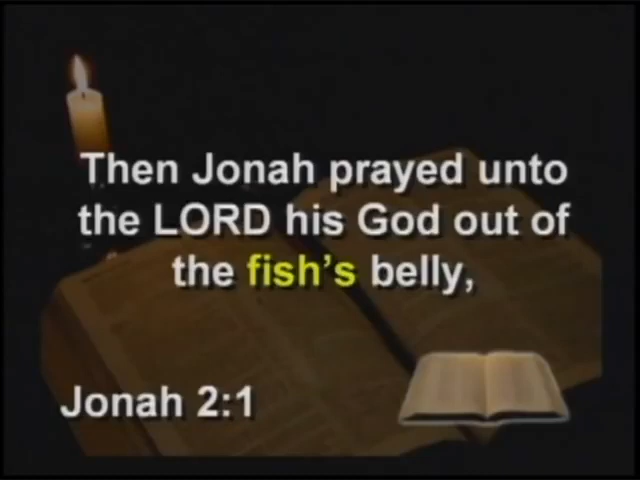 Then Jonah prayed unto
the LORD his God out of
the fish's belly,
Jonah 2:1